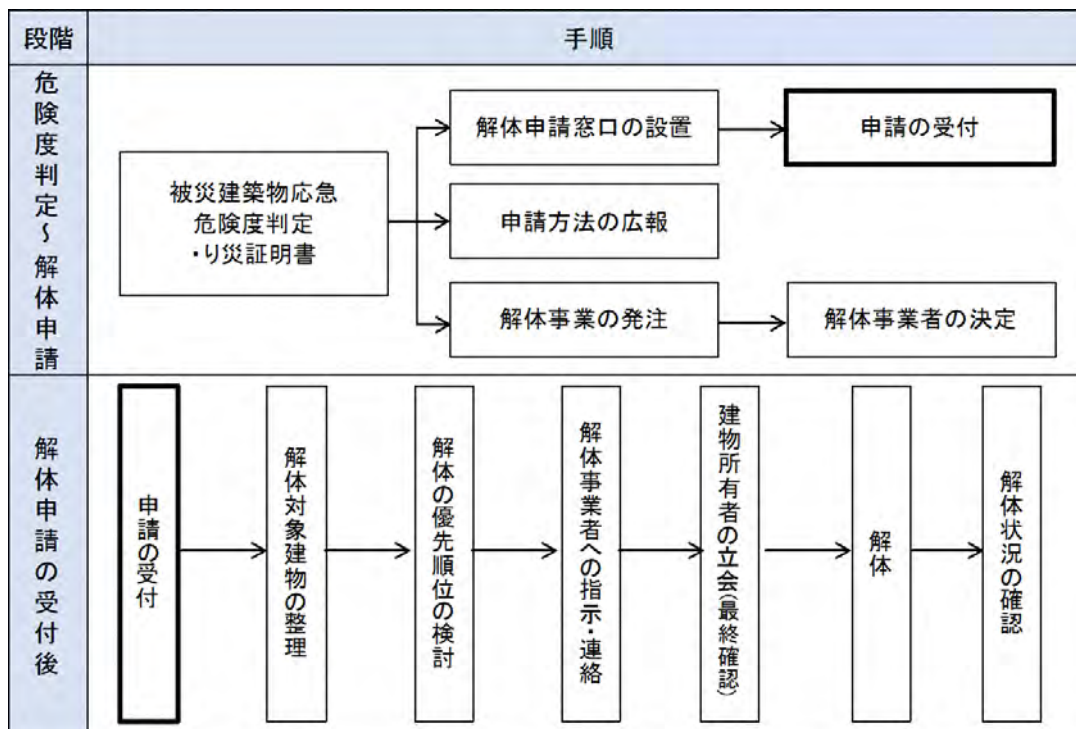 段階
手順
危険度判定～解体申請
被災建築物応急
危険度判定
・り災証明書
解体申請窓口の設置
申請の受付
申請方法の広報
解体事業の発注
解体事業者の決定
解体申請の受付後
申請の受付
解体対象建物の整理
解体の優先順位の検討
解体事業者への指示・連絡
建物所有者の立会(最終確認)
解体
解体状況の確認